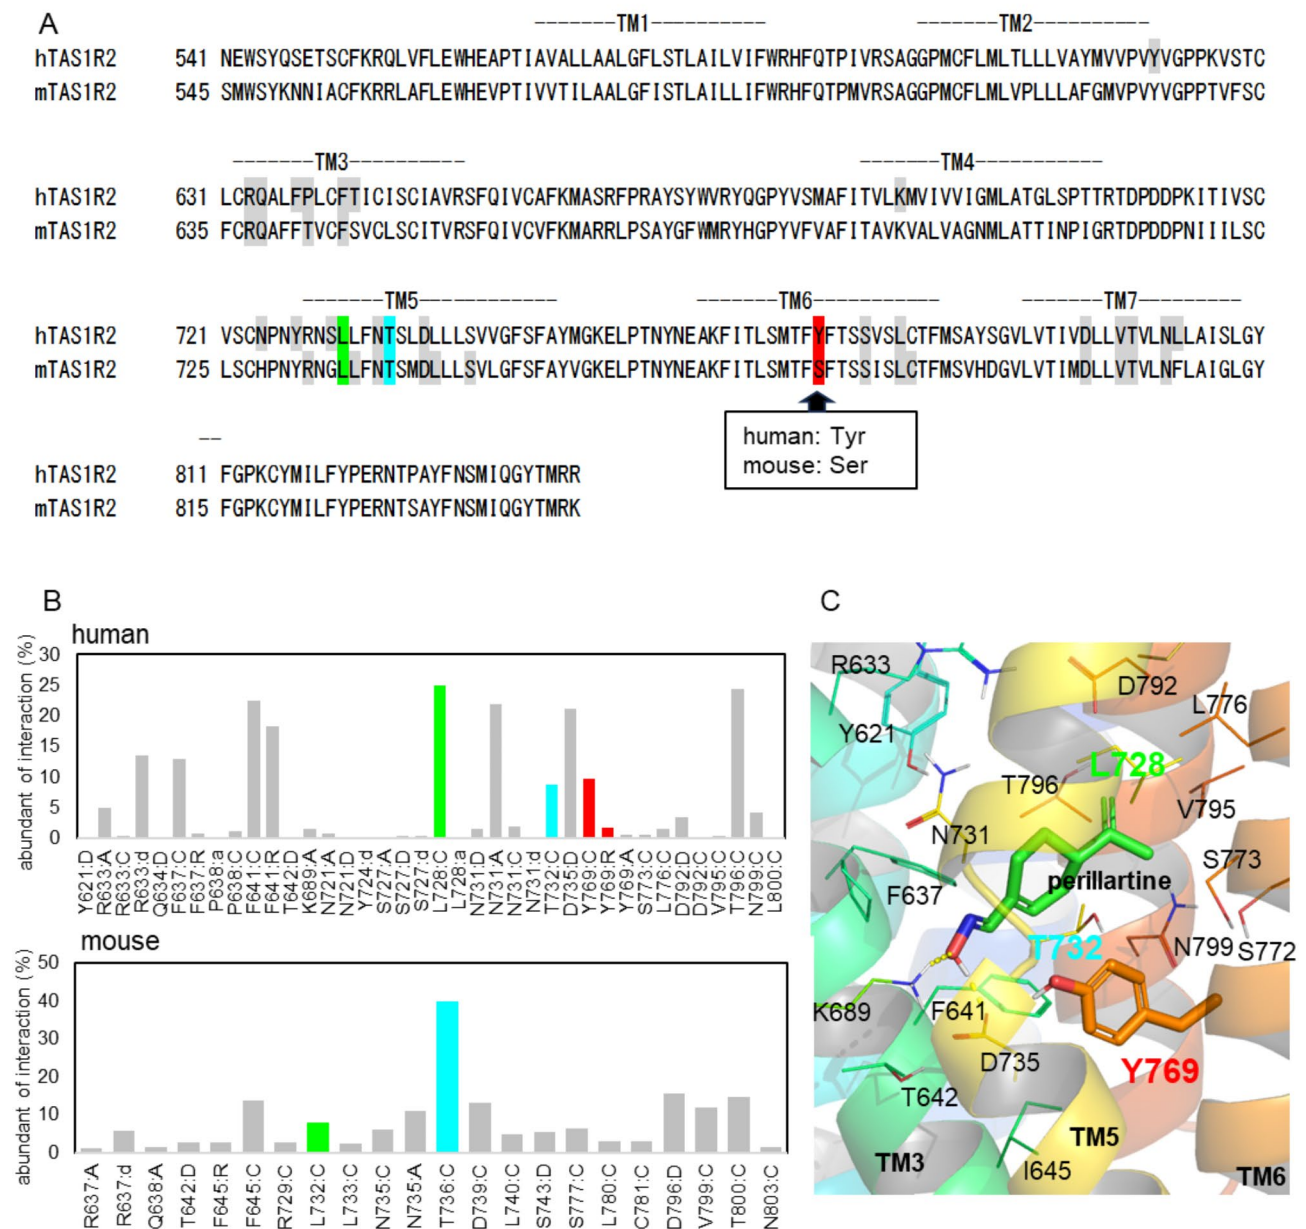 A
-------TM1----------
-------TM2----------
hTAS1R2 541 NEWSYQSETSCFKRQLVFLEWHEAPTIAVALLAALGFLSTLAILVIFWRHFQTPIVRSAGGPMCFLMLTLLLVAYMVVPVYVGPPKVSTC
mTAS1R2 545 SMWSYKNNIACFKRRLAFLEWHEVPTIVVTILAALGFISTLAILLIFWRHFQTPMVRSAGGPMCFLMLVPLLLAFGMVPVYVGPPTVFSC
-------TM3----------
-------TM4-----------
hTAS1R2 631 LCRQALFPLCFTICISCIAVRSFQIVCAFKMASRFPRAYSYWVRYQGPYVSMAFITVLKMVIVVIGMLATGLSPTTRTDPDDPKITIVSC
mTAS1R2 635 FCRQAFFTVCFSVCLSCITVRSFQIVCVFKMARRLPSAYGFWMRYHGPYVFVAFITAVKVALVAGNMLATTINPIGRTDPDDPNIIILSC
-------TM5------------
-------TM6-----------
-------TM7---------
hTAS1R2 721 VSCNPNYRNSLLFNTSLDLLLSVVGFSFAYMGKELPTNYNEAKFITLSMTFYFTSSVSLCTFMSAYSGVLVTIVDLLVTVLNLLAISLGY
mTAS1R2 725 LSCHPNYRNGLLFNTSMDLLLSVLGFSFAYVGKELPTNYNEAKFITLSMTFSFTSSISLCTFMSVHDGVLVTIMDLLVTVLNFLAIGLGY
human: Tyr
mouse: Ser
--
hTAS1R2 811 FGPKCYMILFYPERNTPAYFNSMIQGYTMRR
mTAS1R2 815 FGPKCYMILFYPERNTSAYFNSMIQGYTMRK
B
human
abundant of interaction (%)
30
25
20
15
10
5
0
Y621:D
R633:A
R633:C
R633:d
Q634:D
F637:C
F637:R
P638:a
P638:C
F641:C
F641:R
T642:D
K689:A
N721:A
N721:D
Y724:d
S727:A
S727:D
S727:d
L728:C
L728:a
N731:D
N731:A
N731:C
N731:d
T732:C
D735:D
Y769:C
Y769:R
Y769:A
S773:C
L776:C
D792:D
D792:C
V795:C
T796:C
N799:C
L800:C
mouse
abundant of interaction (%)
50
40
30
20
10
0
R637:A
R637:d
Q638:A
T642:D
F645:R
F645:C
R729:C
L732:C
L733:C
N735:C
N735:A
T736:C
D739:C
L740:C
S743:D
S777:C
L780:C
C781:C
D796:D
V799:C
T800:C
N803:C
C
R633
D792
L776
Y621
L728
T796
V795
N731
S773
F637
perillartine
T732
N799
S772
K689
F641
D735
Y769
T642
TM5
TM3
I645
TM6